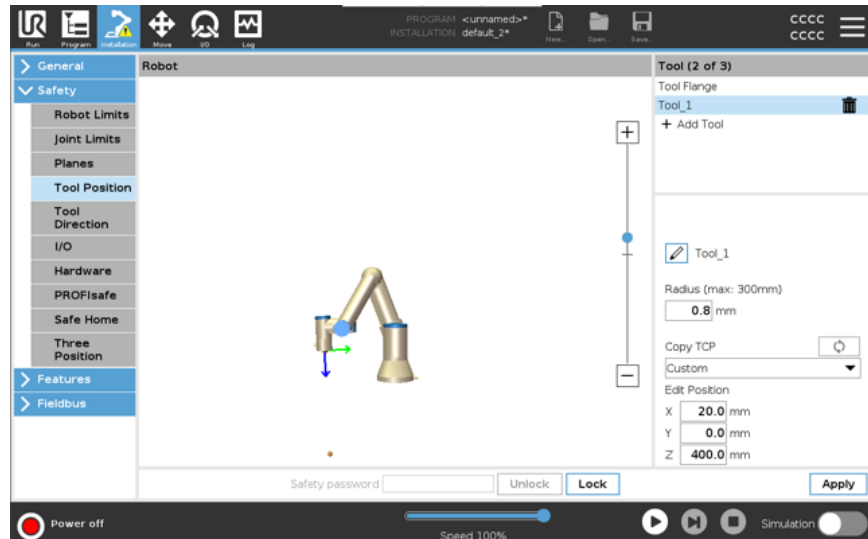 PROGRAM <unnamed>*
INSTALLATION default_2*
UR
Run
Program
Installation
Move
I/O
Log
New...
Open...
Save...
cccc
cccc
General
Safety
Robot Limits
Joint Limits
Planes
Tool Position
Tool
Direction
I/O
Hardware
PROFIsafe
Safe Home
Three
Position
Features
Fieldbus
Robot
+
−
Tool (2 of 3)
Tool Flange
Tool_1
+ Add Tool
Tool_1
Radius (max: 300mm)
0.8 mm
Copy TCP
Custom
Edit Position
X 20.0 mm
Y 0.0 mm
Z 400.0 mm
Safety password
Unlock
Lock
Apply
Power off
Speed 100%
Simulation